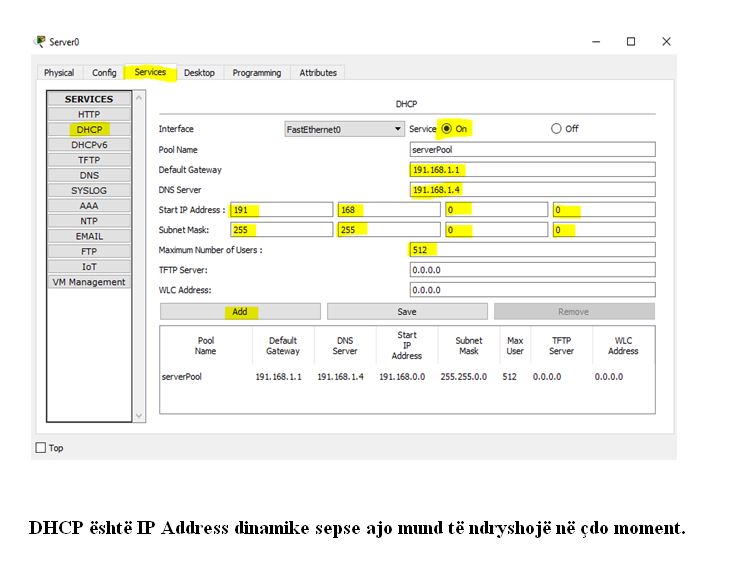 Server0
Physical Config Services Desktop Programming Attributes
SERVICES
HTTP
DHCP
DHCPv6
TFTP
DNS
SYSLOG
AAA
NTP
EMAIL
FTP
IoT
VM Management
DHCP
Interface FastEthernet0 Service On Off
Pool Name serverPool
Default Gateway 191.168.1.1
DNS Server 191.168.1.4
Start IP Address : 191 168 0 0
Subnet Mask: 255 255 0 0
Maximum Number of Users : 512
TFTP Server: 0.0.0.0
WLC Address: 0.0.0.0
Add Save Remove
Pool Name Default Gateway DNS Server Start IP Address Subnet Mask Max User TFTP Server WLC Address
serverPool 191.168.1.1 191.168.1.4 191.168.0.0 255.255.0.0 512 0.0.0.0 0.0.0.0
Top
DHCP është IP Address dinamike sepse ajo mund të ndryshojë në çdo moment.